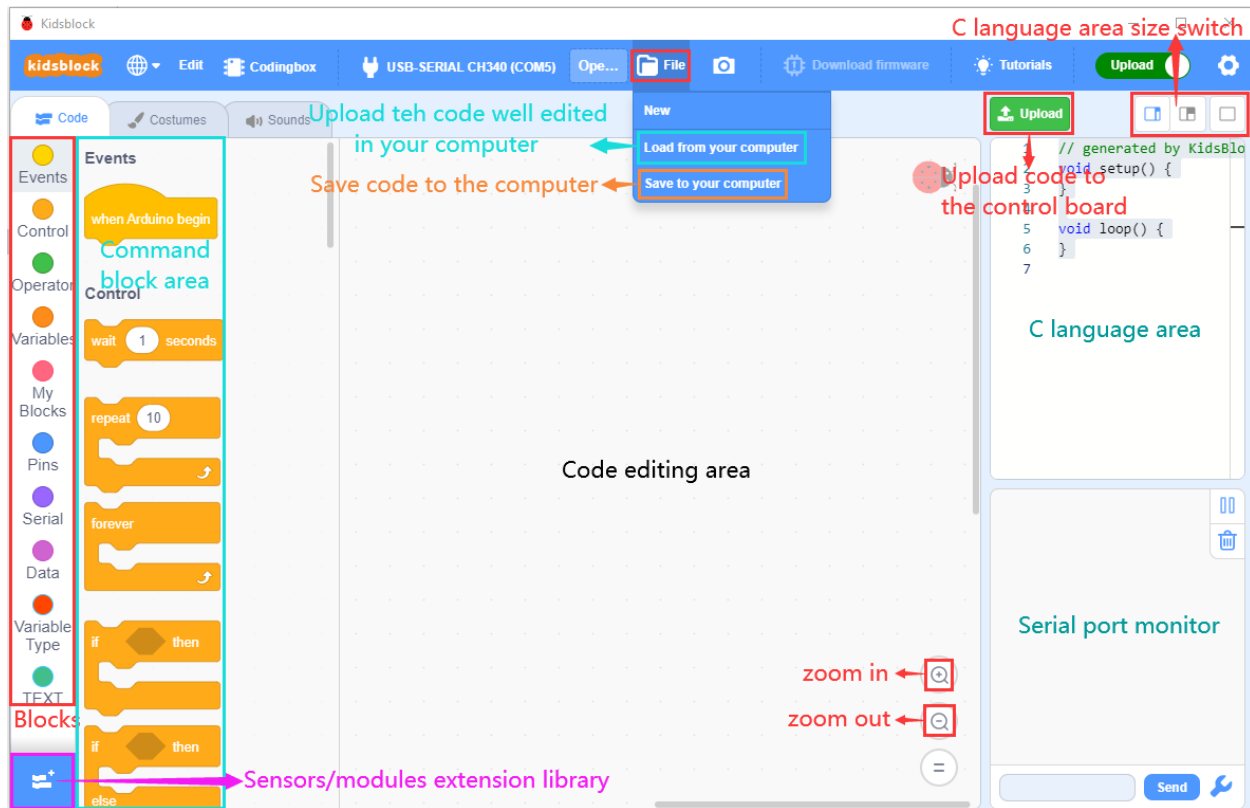 Kidsblock
C language area size switch
kidsblock
Edit
Codingbox
USB-SERIAL CH340 (COM5)
Ope...
File
Download firmware
Tutorials
Upload
Code
Costumes
Sounds
Upload teh code well edited
in your computer
Save code to the computer
New
Load from your computer
Save to your computer
Upload
Upload code to
the control board
1 // generated by KidsBlo
2 void setup() {
3 }
4
5 void loop() {
6 }
7
C language area
Events
Control
Operator
Variables
My
Blocks
Pins
Serial
Data
Variable
Type
TEXT
Blocks
Events
when Arduino begin
Command
block area
Control
wait 1 seconds
repeat 10
forever
if then
if then
else
Code editing area
zoom in
zoom out
=
Sensors/modules extension library
Serial port monitor
Send